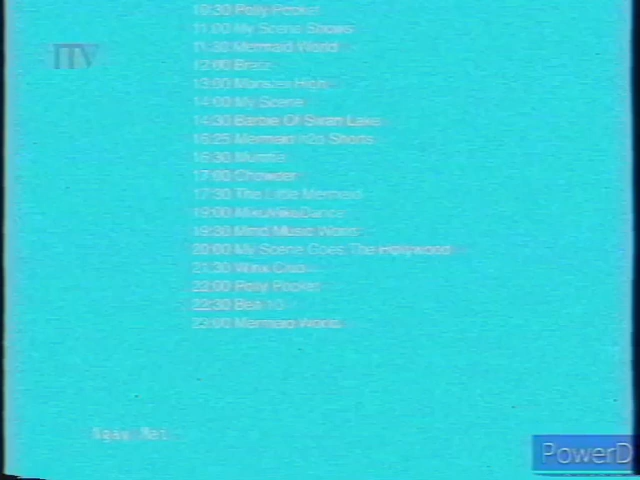 10:30 Polly Pocket
11:00 My Scene Shows
ITV
11:30 Mermaid World
12:00 Bratz
13:00 Monster High
14:00 My Scene
14:30 Barbie Of Swan Lake
16:25 Mermaid h2o Shorts
16:30 Mumfie
17:00 Chowder
17:30 The Little Mermaid
19:00 MikuMikuDance
19:30 Mind Music World
20:00 My Scene Goes The Hollywood
21:30 Winx Club
22:00 Polly Pocket
22:30 Ben 10
23:00 Mermaid World
PowerD